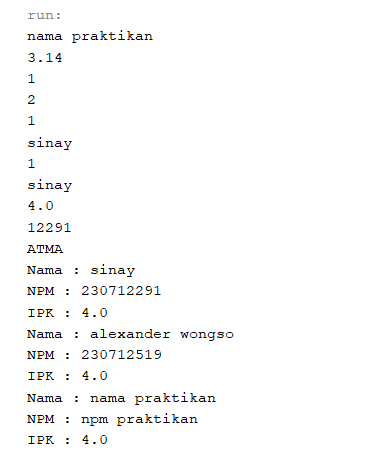 run:
nama praktikan
3.14
1
2
1
sinay
1
sinay
4.0
12291
ATMA
Nama : sinay
NPM : 230712291
IPK : 4.0
Nama : alexander wongso
NPM : 230712519
IPK : 4.0
Nama : nama praktikan
NPM : npm praktikan
IPK : 4.0